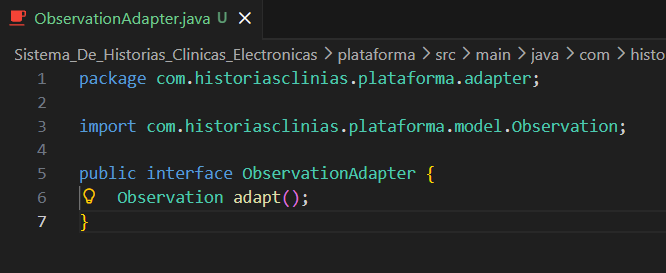 ObservationAdapter.java U
Sistema_De_Historias_Clinicas_Electronicas > plataforma > src > main > java > com > histo
1 package com.historiasclinias.plataforma.adapter;
2
3 import com.historiasclinias.plataforma.model.Observation;
4
5 public interface ObservationAdapter {
6 Observation adapt();
7 }